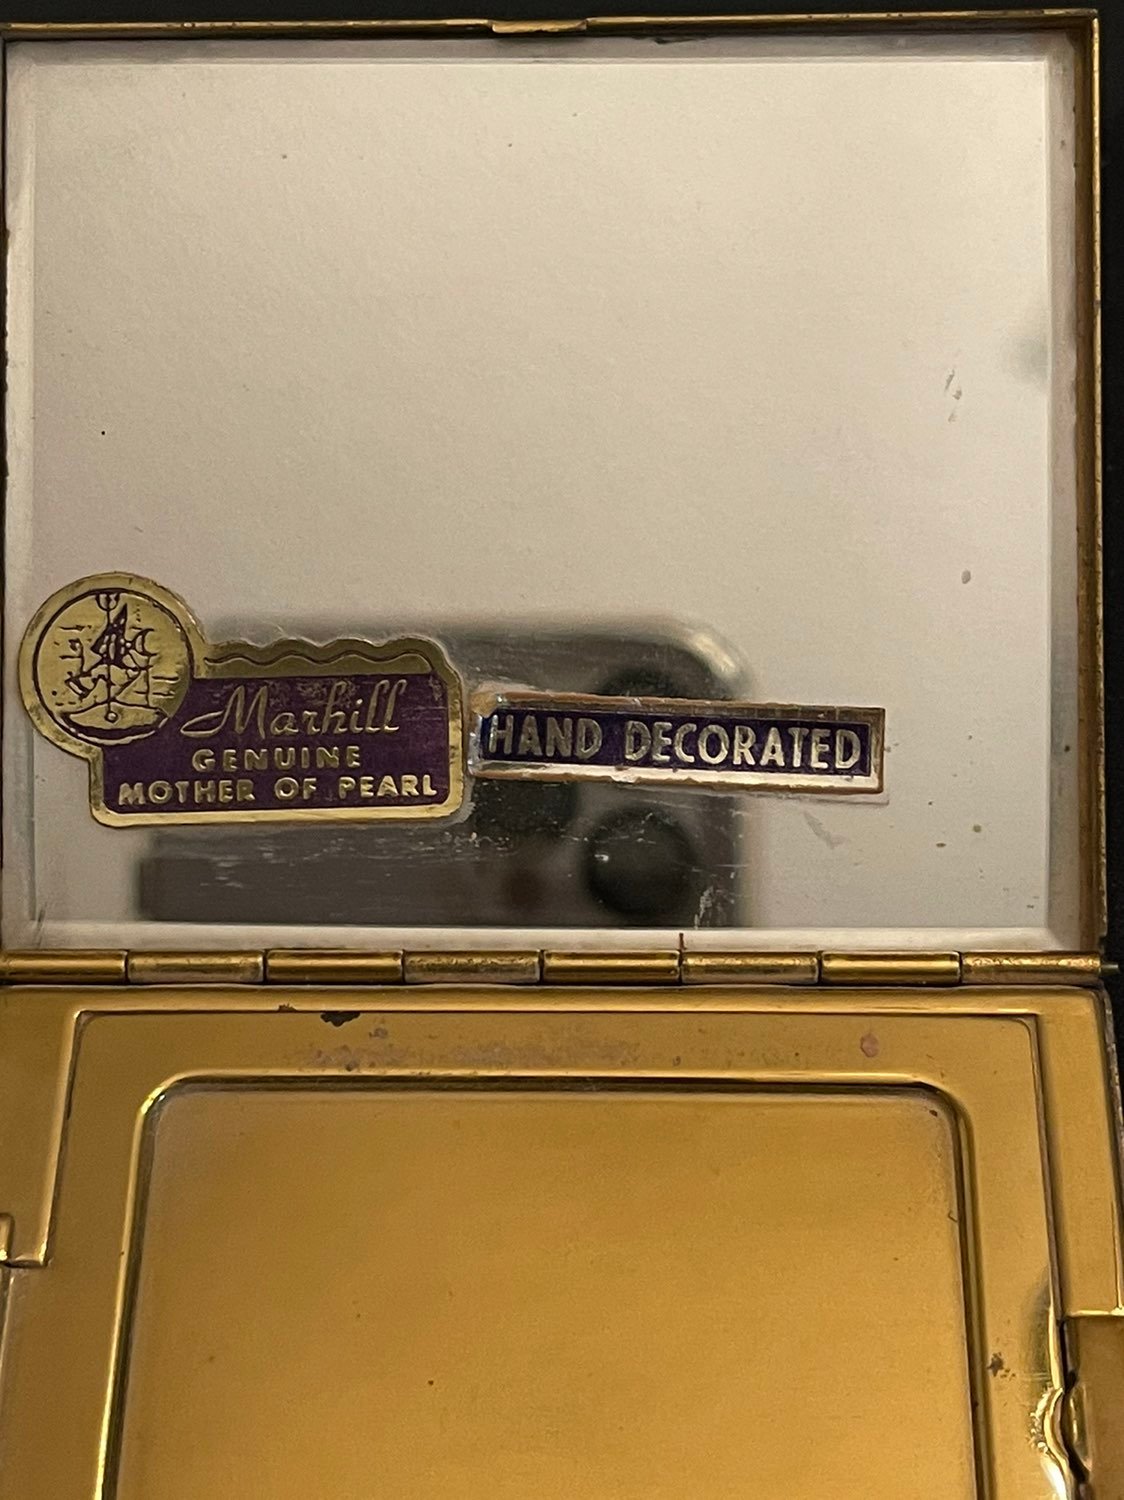 Marhill
GENUINE
MOTHER OF PEARL
HAND DECORATED